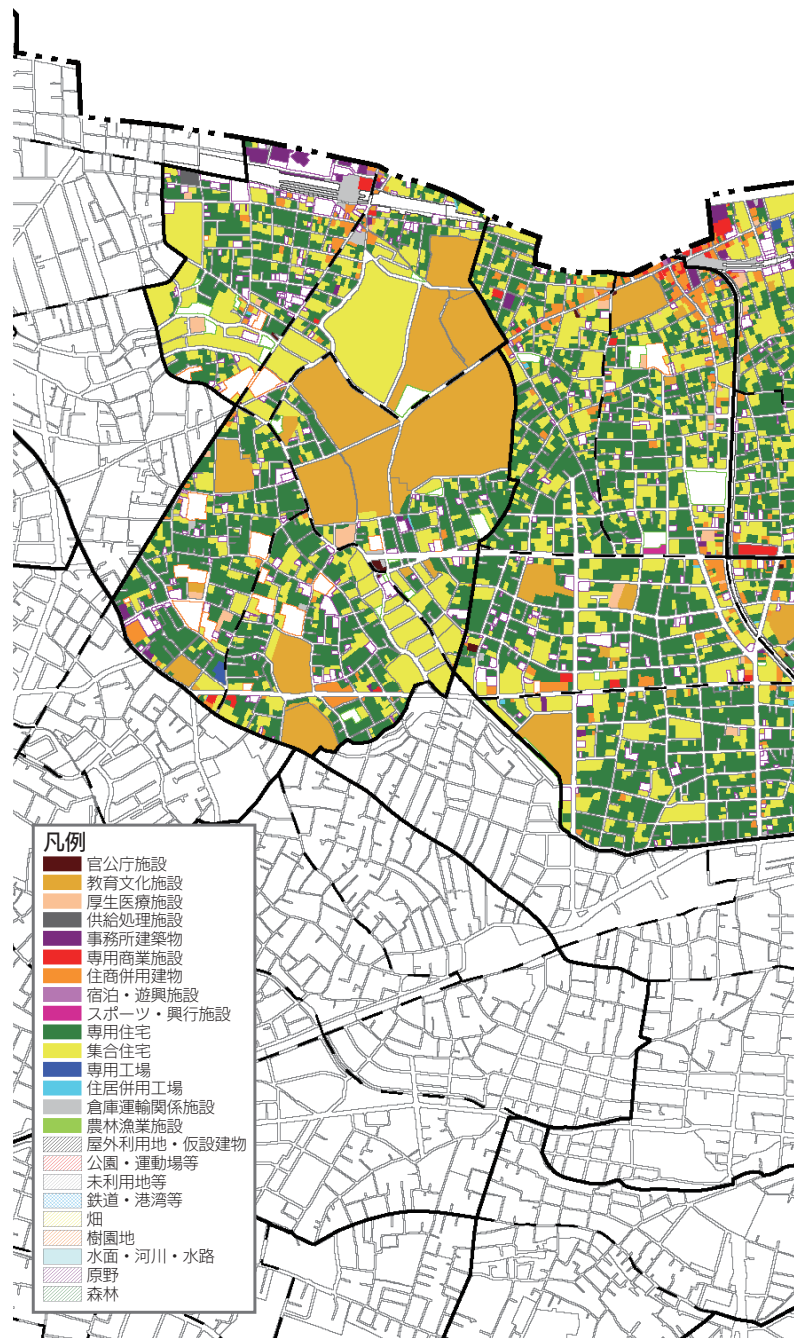 凡例
官公庁施設
教育文化施設
厚生医療施設
供給処理施設
事務所建築物
専用商業施設
住商併用建物
宿泊・遊興施設
スポーツ・興行施設
専用住宅
集合住宅
専用工場
住居併用工場
倉庫運輸関係施設
農林漁業施設
屋外利用地・仮設建物
公園・運動場等
未利用地等
鉄道・港湾等
畑
樹園地
水面・河川・水路
原野
森林